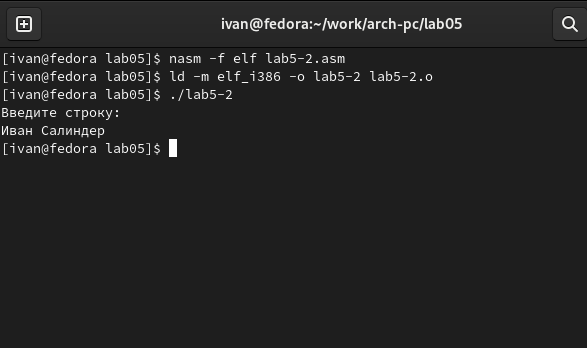 ivan@fedora:~/work/arch-pc/lab05
[ivan@fedora lab05]$ nasm -f elf lab5-2.asm
[ivan@fedora lab05]$ ld -m elf_i386 -o lab5-2 lab5-2.o
[ivan@fedora lab05]$ ./lab5-2
Введите строку:
Иван Салиндер
[ivan@fedora lab05]$